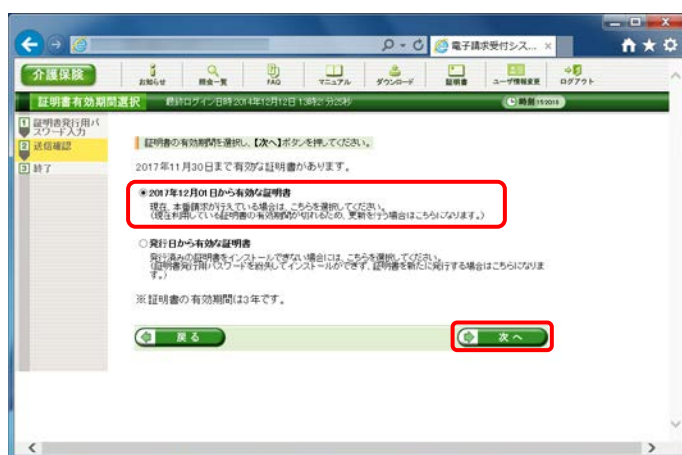 電子請求受付シス... ×
介護保険
お知らせ 照会一覧 FAQ マニュアル ダウンロード 証明書 ユーザ情報変更 ログアウト
証明書有効期間選択 最終ログイン日時:2014年12月12日 13時21分25秒
1 証明書発行用パ
スワード入力
2 送信確認
3 終了
証明書の有効期間を選択し、【次へ】ボタンを押してください。
2017年11月30日まで有効な証明書があります。
2017年12月01日から有効な証明書
現在、本番請求が行えている場合は、こちらを選択してください。
(現在利用している証明書の有効期間が切れるため、更新を行う場合はこちらになります。)
発行日から有効な証明書
発行済みの証明書をインストールできない場合には、こちらを選択してください。
(証明書発行用パスワードを紛失してインストールができず、証明書を新たに発行する場合はこちらになりま
す。)
※証明書の有効期間は3年です。
戻る
次へ